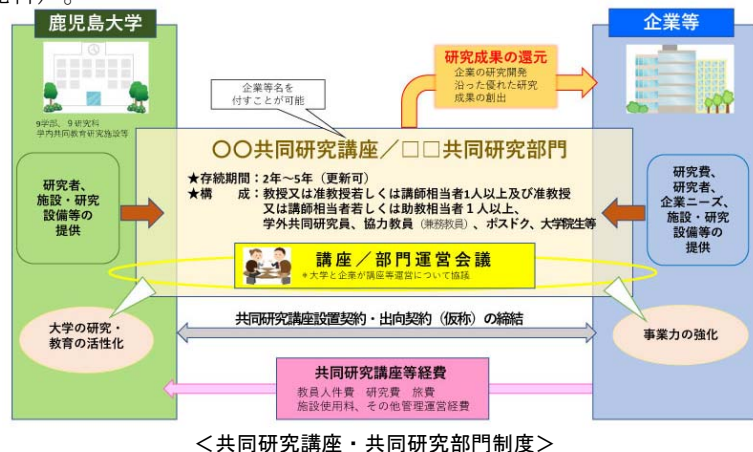 鹿児島大学
9学部、9研究科
学内共同教育研究施設等
研究者、
施設・研究
設備等の
提供
大学の研究・
教育の活性化
企業等名を
付すことが可能
研究成果の還元
企業の研究開発
沿った優れた研究
成果の創出
企業等
〇〇共同研究講座／□□共同研究部門
★存続期間：2年～5年（更新可）
★構　　成：教授又は准教授若しくは講師相当者1人以上及び准教授
又は講師相当者若しくは助教相当者１人以上、
学外共同研究員、協力教員（兼務教員）、ポスドク、大学院生等
講座／部門運営会議
*大学と企業が講座等運営について協議
研究費、
研究者、
企業ニーズ、
施設・研究
設備等の
提供
事業力の強化
共同研究講座設置契約・出向契約（仮称）の締結
共同研究講座等経費
教員人件費　研究費　旅費
施設使用料、その他管理運営経費
＜共同研究講座・共同研究部門制度＞